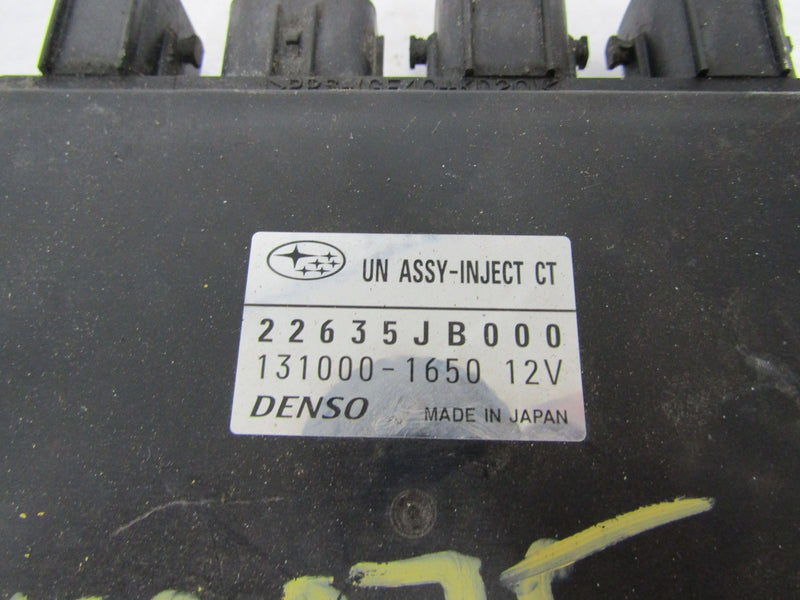 UN ASSY-INJECT CT
22635JB000
131000-1650 12V
DENSO MADE IN JAPAN